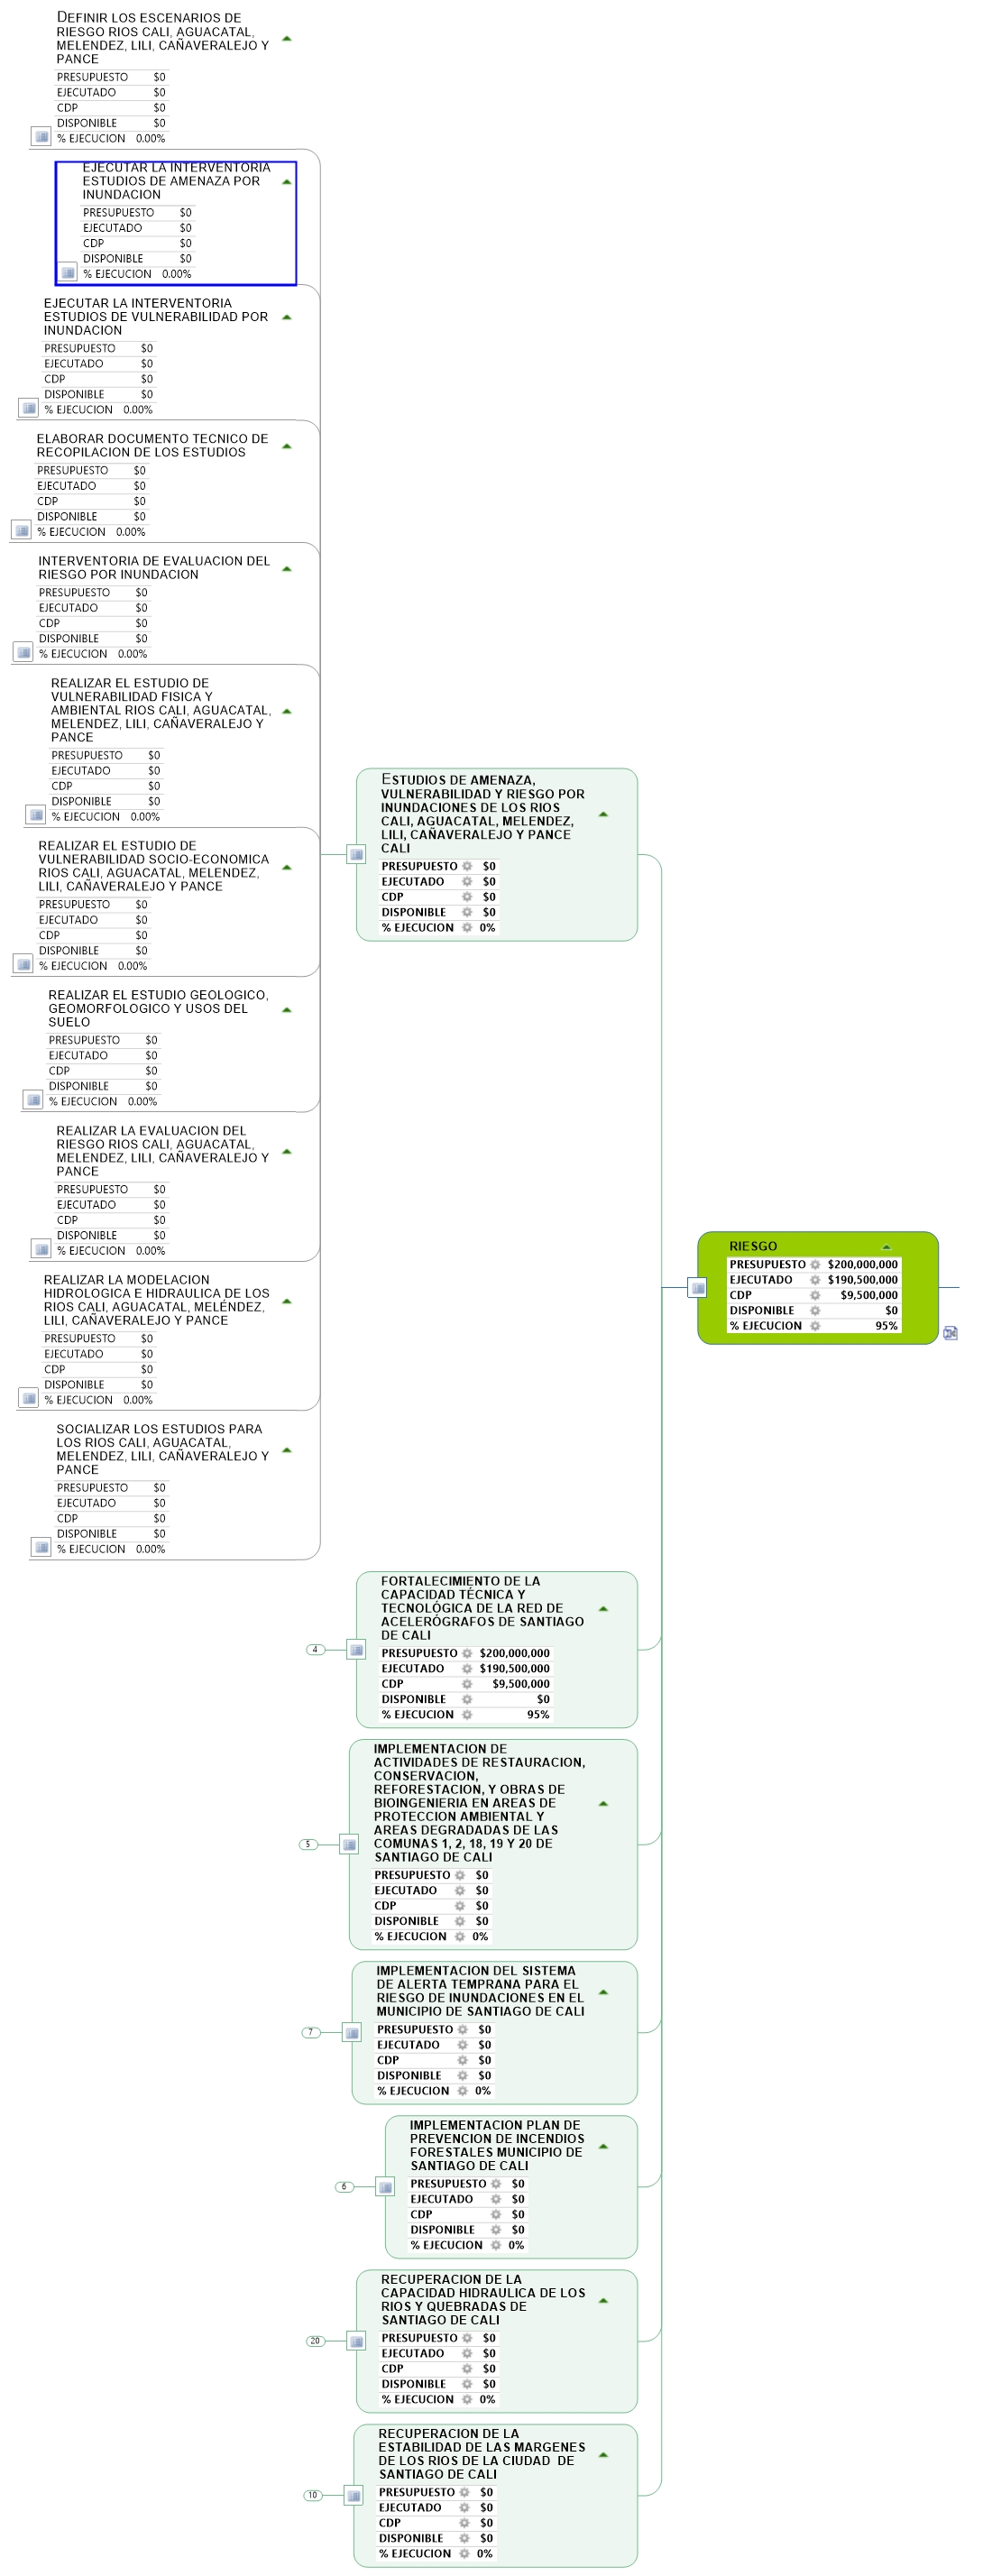 DEFINIR LOS ESCENARIOS DE
RIESGO RIOS CALI, AGUACATAL,
MELENDEZ, LILI, CAÑAVERALEJO Y
PANCE
PRESUPUESTO $0
EJECUTADO $0
CDP $0
DISPONIBLE $0
% EJECUCION 0.00%
EJECUTAR LA INTERVENTORIA
ESTUDIOS DE AMENAZA POR
INUNDACION
PRESUPUESTO $0
EJECUTADO $0
CDP $0
DISPONIBLE $0
% EJECUCION 0.00%
EJECUTAR LA INTERVENTORIA
ESTUDIOS DE VULNERABILIDAD POR
INUNDACION
PRESUPUESTO $0
EJECUTADO $0
CDP $0
DISPONIBLE $0
% EJECUCION 0.00%
ELABORAR DOCUMENTO TECNICO DE
RECOPILACION DE LOS ESTUDIOS
PRESUPUESTO $0
EJECUTADO $0
CDP $0
DISPONIBLE $0
% EJECUCION 0.00%
INTERVENTORIA DE EVALUACION DEL
RIESGO POR INUNDACION
PRESUPUESTO $0
EJECUTADO $0
CDP $0
DISPONIBLE $0
% EJECUCION 0.00%
REALIZAR EL ESTUDIO DE
VULNERABILIDAD FISICA Y
AMBIENTAL RIOS CALI, AGUACATAL,
MELENDEZ, LILI, CAÑAVERALEJO Y
PANCE
PRESUPUESTO $0
EJECUTADO $0
CDP $0
DISPONIBLE $0
% EJECUCION 0.00%
REALIZAR EL ESTUDIO DE
VULNERABILIDAD SOCIO-ECONOMICA
RIOS CALI, AGUACATAL, MELENDEZ,
LILI, CAÑAVERALEJO Y PANCE
PRESUPUESTO $0
EJECUTADO $0
CDP $0
DISPONIBLE $0
% EJECUCION 0.00%
REALIZAR EL ESTUDIO GEOLOGICO,
GEOMORFOLOGICO Y USOS DEL
SUELO
PRESUPUESTO $0
EJECUTADO $0
CDP $0
DISPONIBLE $0
% EJECUCION 0.00%
REALIZAR LA EVALUACION DEL
RIESGO RIOS CALI, AGUACATAL,
MELENDEZ, LILI, CAÑAVERALEJO Y
PANCE
PRESUPUESTO $0
EJECUTADO $0
CDP $0
DISPONIBLE $0
% EJECUCION 0.00%
REALIZAR LA MODELACION
HIDROLOGICA E HIDRAULICA DE LOS
RIOS CALI, AGUACATAL, MELÉNDEZ,
LILI, CAÑAVERALEJO Y PANCE
PRESUPUESTO $0
EJECUTADO $0
CDP $0
DISPONIBLE $0
% EJECUCION 0.00%
SOCIALIZAR LOS ESTUDIOS PARA
LOS RIOS CALI, AGUACATAL,
MELENDEZ, LILI, CAÑAVERALEJO Y
PANCE
PRESUPUESTO $0
EJECUTADO $0
CDP $0
DISPONIBLE $0
% EJECUCION 0.00%
ESTUDIOS DE AMENAZA,
VULNERABILIDAD Y RIESGO POR
INUNDACIONES DE LOS RIOS
CALI, AGUACATAL, MELENDEZ,
LILI, CAÑAVERALEJO Y PANCE
CALI
PRESUPUESTO $0
EJECUTADO $0
CDP $0
DISPONIBLE $0
% EJECUCION 0%
RIESGO
PRESUPUESTO $200,000,000
EJECUTADO $190,500,000
CDP $9,500,000
DISPONIBLE $0
% EJECUCION 95%
FORTALECIMIENTO DE LA
CAPACIDAD TÉCNICA Y
TECNOLÓGICA DE LA RED DE
ACELERÓGRAFOS DE SANTIAGO
DE CALI
4
PRESUPUESTO $200,000,000
EJECUTADO $190,500,000
CDP $9,500,000
DISPONIBLE $0
% EJECUCION 95%
IMPLEMENTACION DE
ACTIVIDADES DE RESTAURACION,
CONSERVACION,
REFORESTACION, Y OBRAS DE
BIOINGENIERIA EN AREAS DE
PROTECCION AMBIENTAL Y
AREAS DEGRADADAS DE LAS
COMUNAS 1, 2, 18, 19 Y 20 DE
SANTIAGO DE CALI
5
PRESUPUESTO $0
EJECUTADO $0
CDP $0
DISPONIBLE $0
% EJECUCION 0%
IMPLEMENTACION DEL SISTEMA
DE ALERTA TEMPRANA PARA EL
RIESGO DE INUNDACIONES EN EL
MUNICIPIO DE SANTIAGO DE CALI
7
PRESUPUESTO $0
EJECUTADO $0
CDP $0
DISPONIBLE $0
% EJECUCION 0%
IMPLEMENTACION PLAN DE
PREVENCION DE INCENDIOS
FORESTALES MUNICIPIO DE
SANTIAGO DE CALI
6
PRESUPUESTO $0
EJECUTADO $0
CDP $0
DISPONIBLE $0
% EJECUCION 0%
RECUPERACION DE LA
CAPACIDAD HIDRAULICA DE LOS
RIOS Y QUEBRADAS DE
SANTIAGO DE CALI
20
PRESUPUESTO $0
EJECUTADO $0
CDP $0
DISPONIBLE $0
% EJECUCION 0%
RECUPERACION DE LA
ESTABILIDAD DE LAS MARGENES
DE LOS RIOS DE LA CIUDAD DE
SANTIAGO DE CALI
10
PRESUPUESTO $0
EJECUTADO $0
CDP $0
DISPONIBLE $0
% EJECUCION 0%